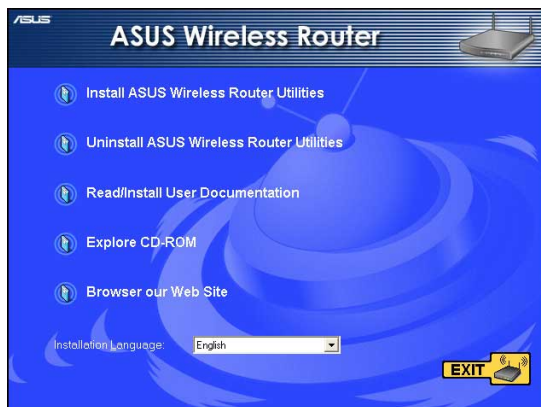 ASUS
ASUS Wireless Router
Install ASUS Wireless Router Utilities
Uninstall ASUS Wireless Router Utilities
Read/Install User Documentation
Explore CD-ROM
Browser our Web Site
Installation Language: English
EXIT